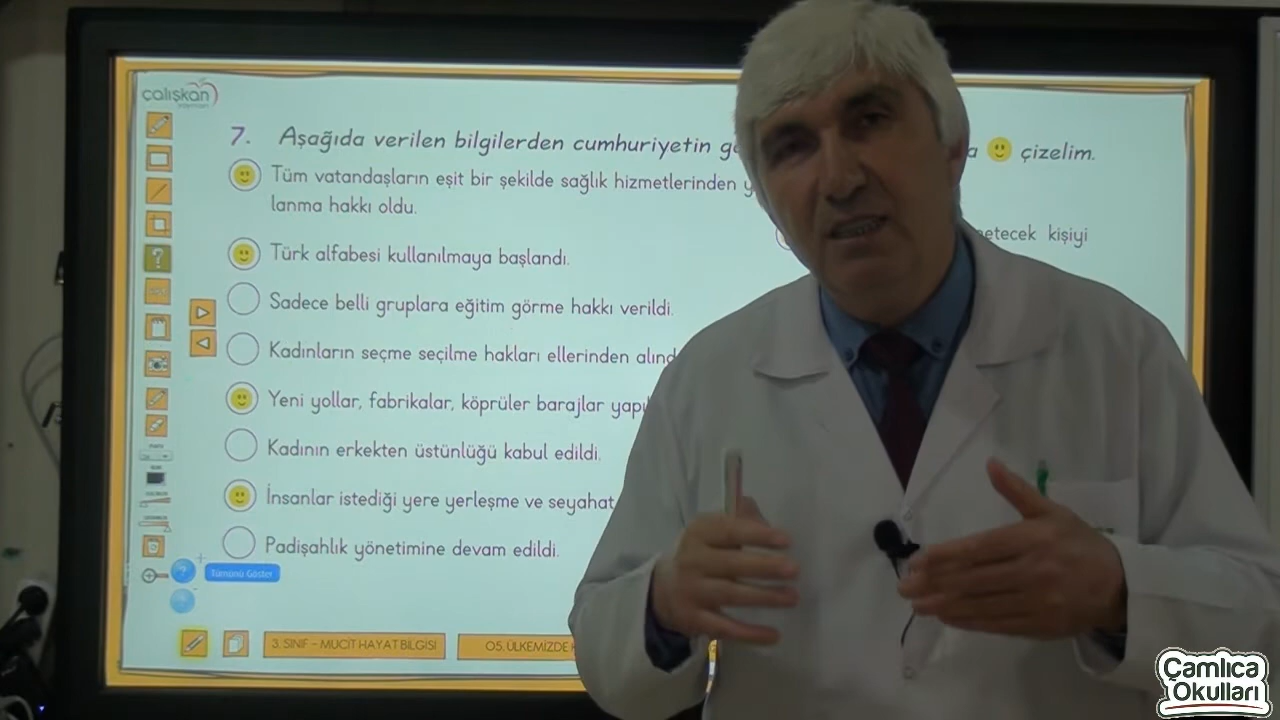 çalışkan
7. Aşağıda verilen bilgilerden cumhuriyetin
çizelim.
Tüm vatandaşların eşit bir şekilde sağlık hizmetlerinden
lanma hakkı oldu.
kişiyi
Türk alfabesi kullanılmaya başlandı.
Sadece belli gruplara eğitim görme hakkı verildi.
Kadınların seçme seçilme hakları ellerinden
Yeni yollar, fabrikalar, köprüler barajlar
Kadının erkekten üstünlüğü kabul edildi.
İnsanlar istediği yere yerleşme ve seyahat
Padişahlık yönetimine devam edildi.
Tümünü Göster
3. SINIF - MUCİT HAYAT BİLGİSİ
05. ÜLKEMİZDE
Çamlıca
Okulları